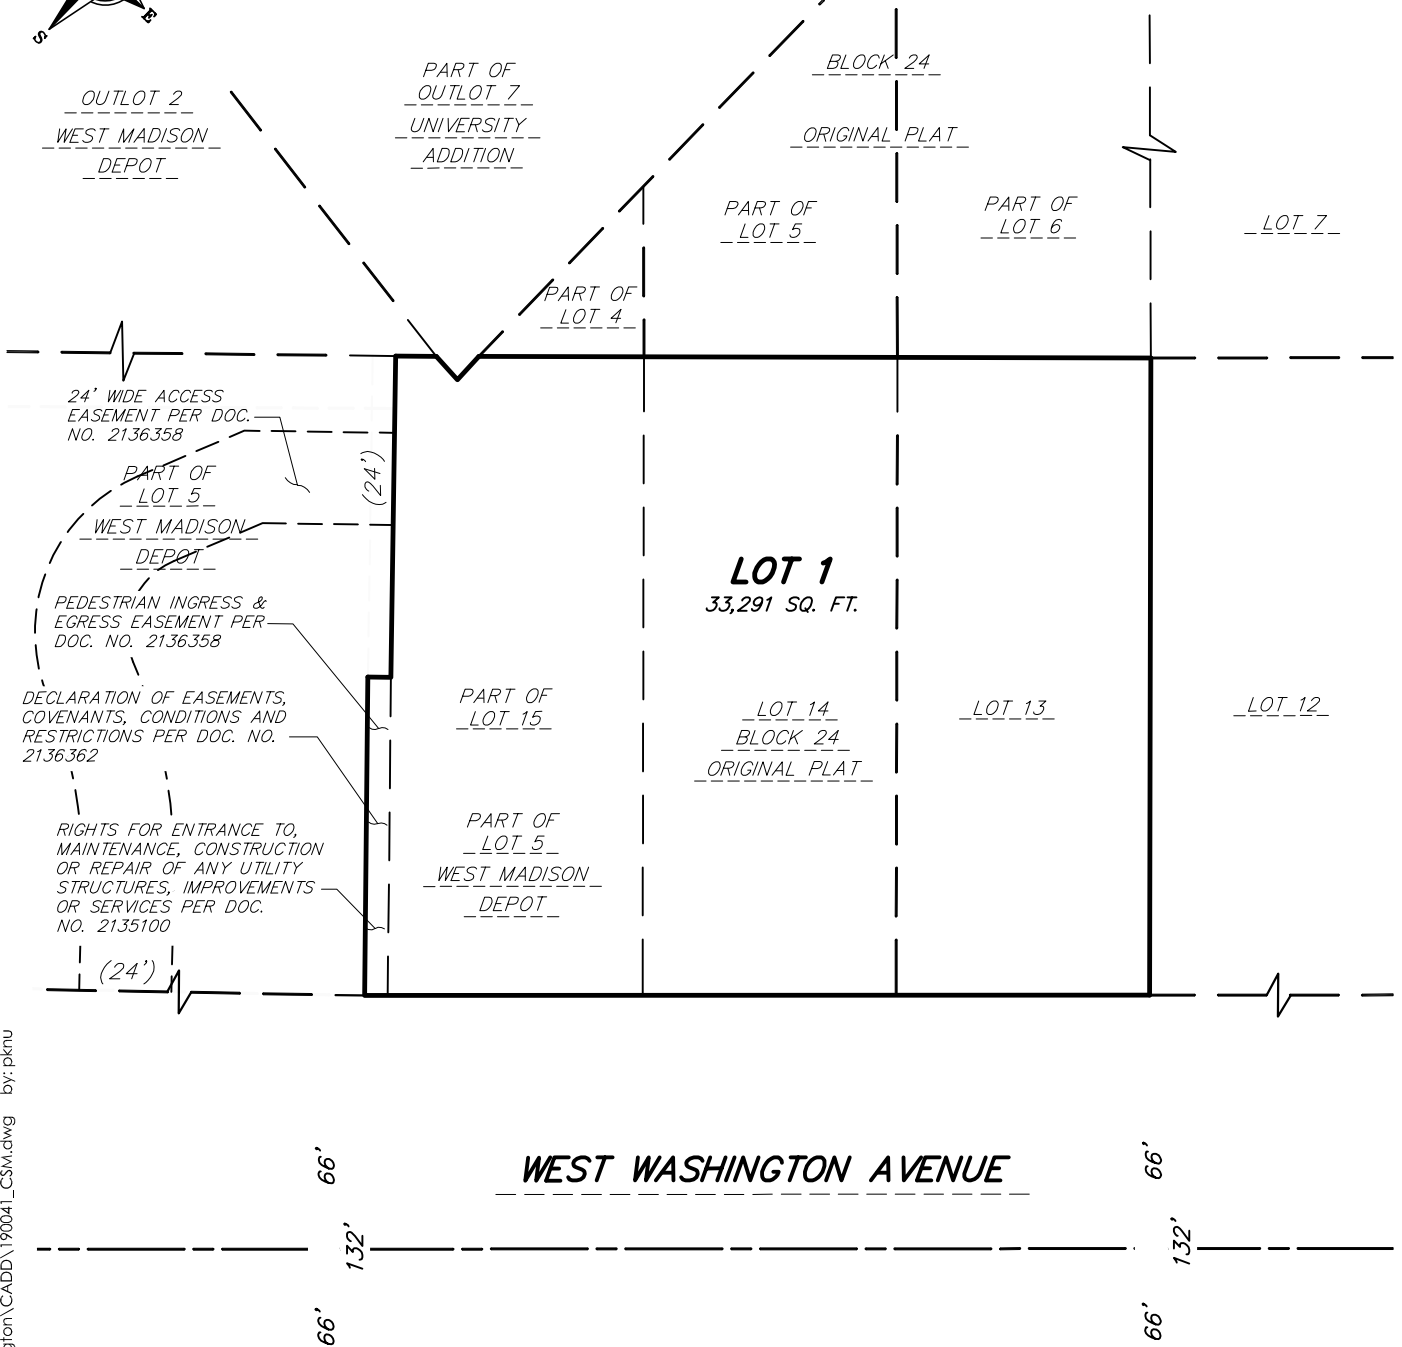 S
E
OUTLOT 2
WEST MADISON
DEPOT
PART OF
OUTLOT 7
UNIVERSITY
ADDITION
BLOCK 24
ORIGINAL PLAT
PART OF
LOT 5
PART OF
LOT 6
LOT 7
PART OF
LOT 4
24' WIDE ACCESS
EASEMENT PER DOC.
NO. 2136358
(24')
PART OF
LOT 5
WEST MADISON
DEPOT
LOT 1
33,291 SQ. FT.
PEDESTRIAN INGRESS &
EGRESS EASEMENT PER
DOC. NO. 2136358
DECLARATION OF EASEMENTS,
COVENANTS, CONDITIONS AND
RESTRICTIONS PER DOC. NO.
2136362
PART OF
LOT 15
LOT 14
BLOCK 24
ORIGINAL PLAT
LOT 13
LOT 12
RIGHTS FOR ENTRANCE TO,
MAINTENANCE, CONSTRUCTION
OR REPAIR OF ANY UTILITY
STRUCTURES, IMPROVEMENTS
OR SERVICES PER DOC.
NO. 2135100
PART OF
LOT 5
WEST MADISON
DEPOT
(24')
gton\CADD\190041_CSM.dwg by: pknu
66'
WEST WASHINGTON AVENUE
66'
132'
132'
66'
66'